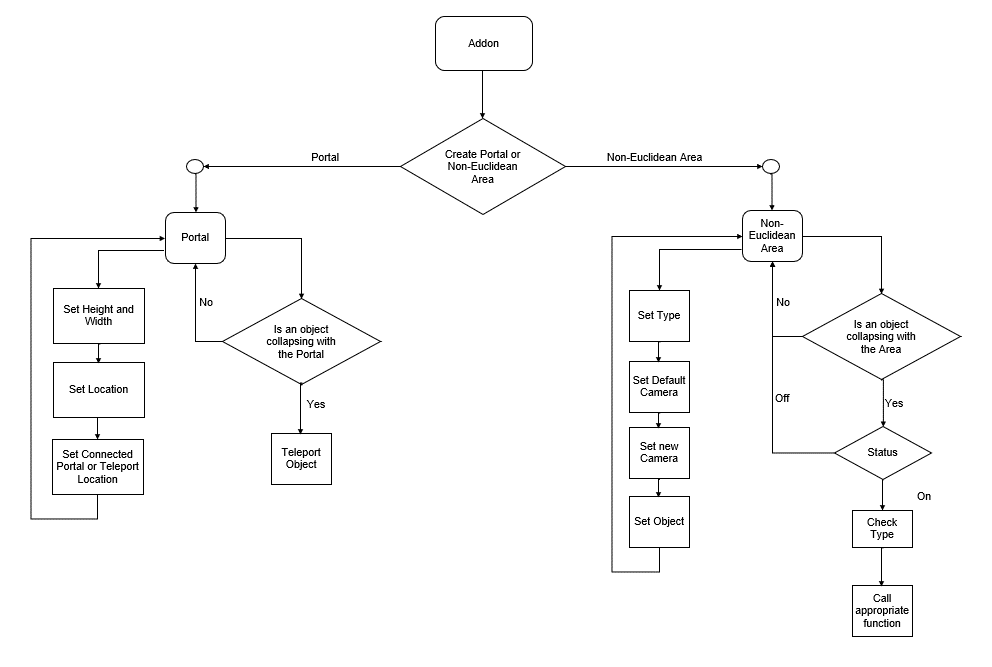 Addon
Create Portal or
Non-Euclidean
Area
Portal
Non-Euclidean Area
Portal
Set Height and
Width
Set Location
Set Connected
Portal or Teleport
Location
No
Is an object
collapsing with
the Portal
Yes
Teleport
Object
Non-
Euclidean
Area
Set Type
Set Default
Camera
Set new
Camera
Set Object
No
Is an object
collapsing with
the Area
Off
Yes
Status
On
Check
Type
Call
appropriate
function